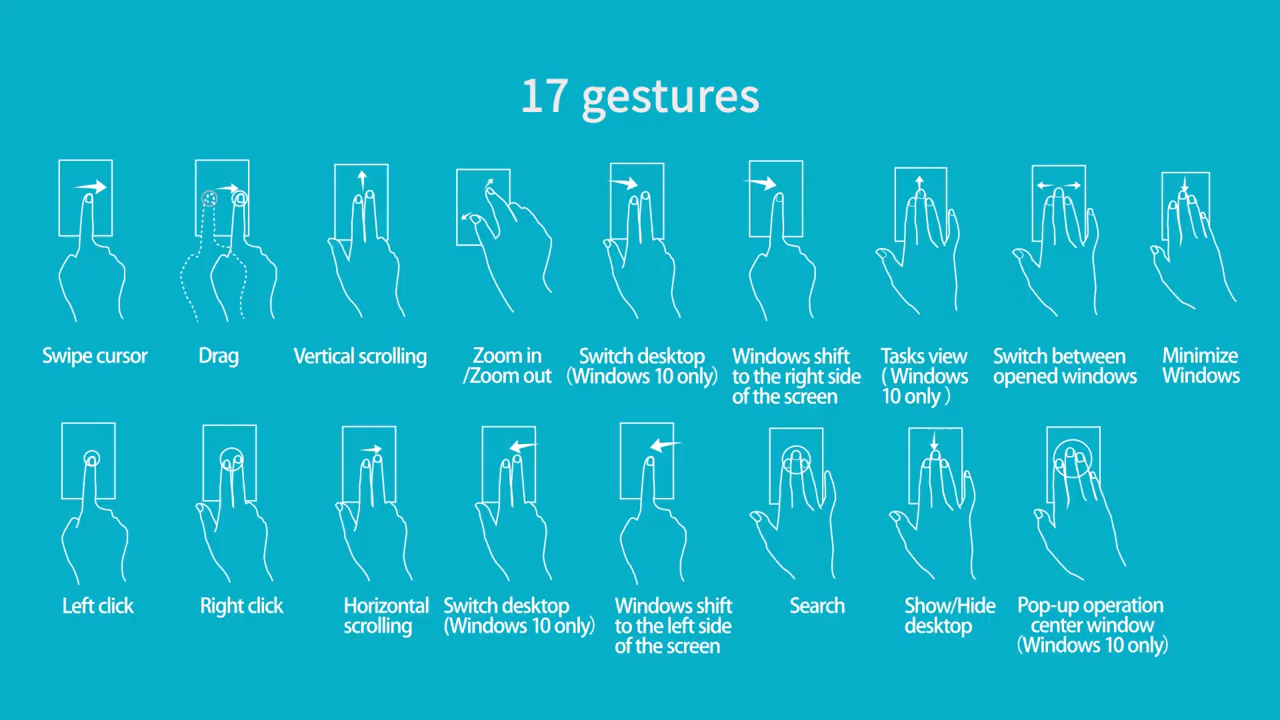 17 gestures
Swipe cursor
Drag
Vertical scrolling
Zoom in
/Zoom out
Switch desktop
(Windows 10 only)
Windows shift
to the right side
of the screen
Tasks view
( Windows
10 only )
Switch between
opened windows
Minimize
Windows
Left click
Right click
Horizontal
scrolling
Switch desktop
(Windows 10 only)
Windows shift
to the left side
of the screen
Search
Show/Hide
desktop
Pop-up operation
center window
(Windows 10 only)